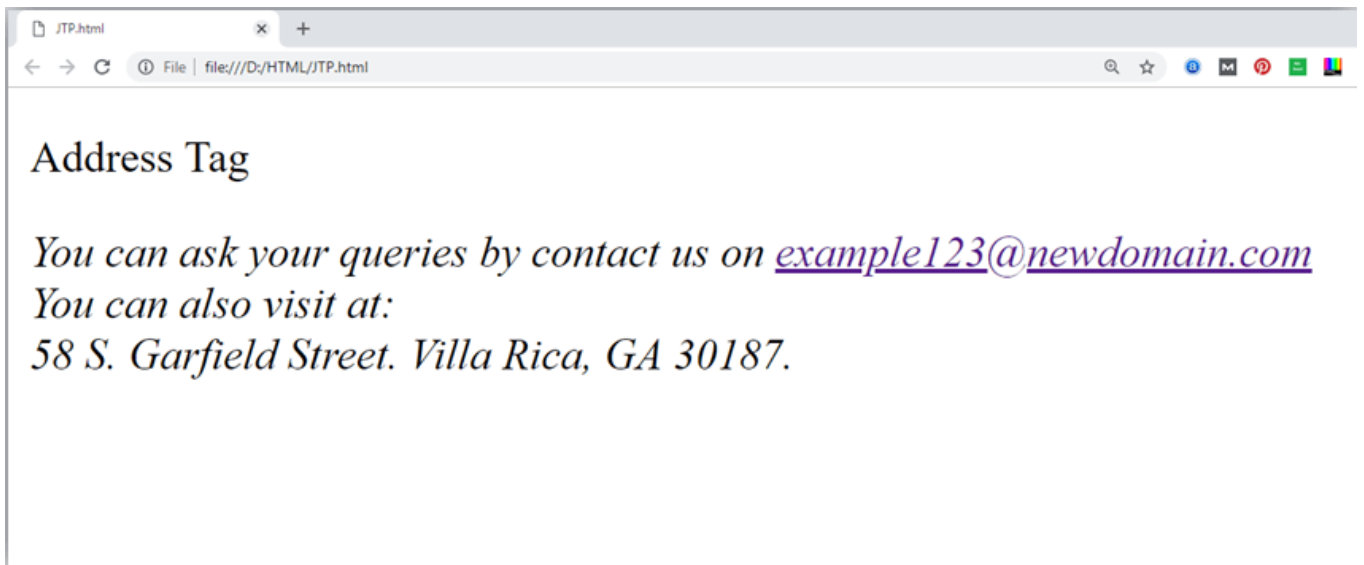 JTP.html
File | file:///D:/HTML/JTP.html
Address Tag
You can ask your queries by contact us on example123@newdomain.com
You can also visit at:
58 S. Garfield Street. Villa Rica, GA 30187.